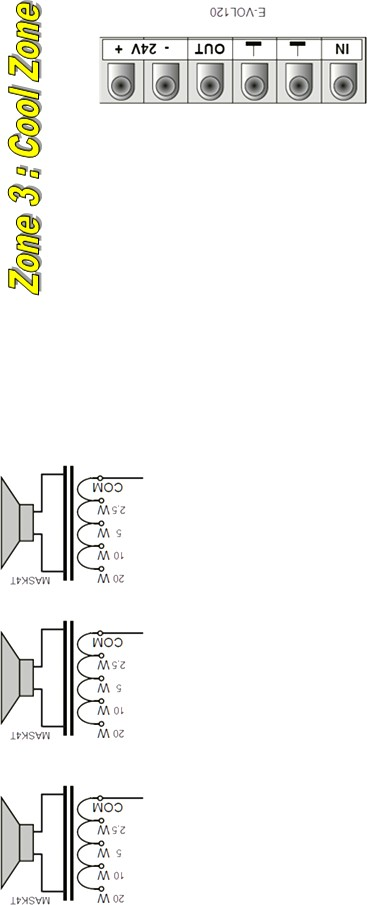 Zone 3 : Cool Zone
E-VOL120
+ 24V - OUT IN
COM
2.5 W
5 W
10 W
20 W
MASK4T
COM
2.5 W
5 W
10 W
20 W
MASK4T
COM
2.5 W
5 W
10 W
20 W
MASK4T